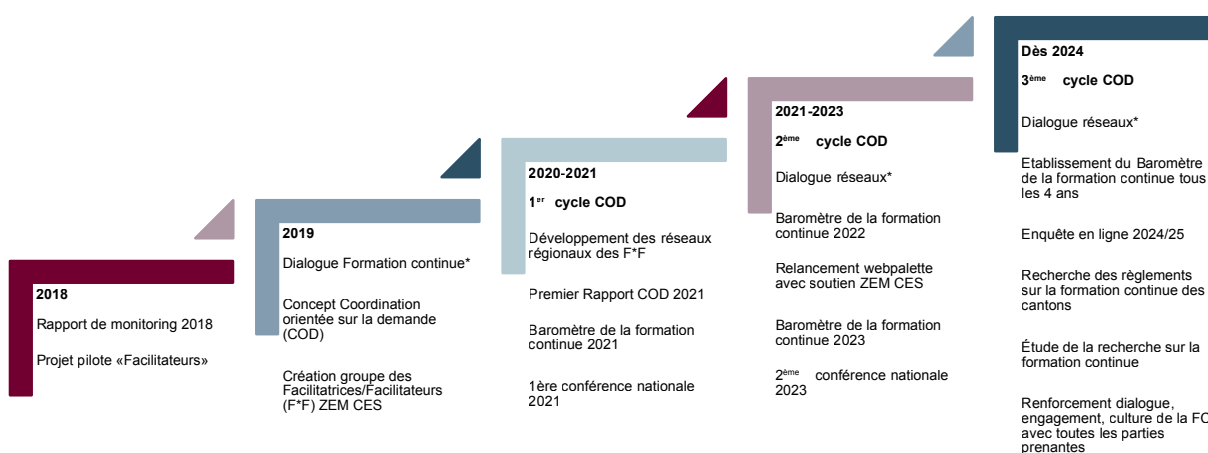 2018
Rapport de monitoring 2018
Projet pilote «Facilitateurs»
2019
Dialogue Formation continue*
Concept Coordination
orientée sur la demande
(COD)
Création groupe des
Facilitatrices/Facilitateurs
(F*F) ZEM CES
2020-2021
1er cycle COD
Développement des réseaux
régionaux des F*F
Premier Rapport COD 2021
Baromètre de la formation
continue 2021
1ère conférence nationale
2021
2021-2023
2ème cycle COD
Dialogue réseaux*
Baromètre de la formation
continue 2022
Relancement webpalette
avec soutien ZEM CES
Baromètre de la formation
continue 2023
2ème conférence nationale
2023
Dès 2024
3ème cycle COD
Dialogue réseaux*
Etablissement du Baromètre
de la formation continue tous
les 4 ans
Enquête en ligne 2024/25
Recherche des règlements
sur la formation continue des
cantons
Étude de la recherche sur la
formation continue
Renforcement dialogue,
engagement, culture de la FC
avec toutes les parties
prenantes